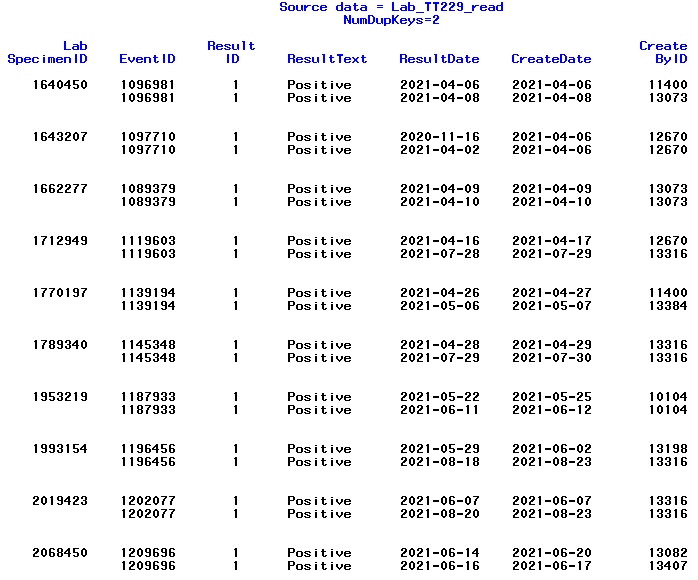 Source data = Lab_TT229_read
NumDupKeys=2
Lab Result Create
SpecimenID EventID ID ResultText ResultDate CreateDate ByID
1640450 1096981 1 Positive 2021-04-06 2021-04-06 11400
1096981 1 Positive 2021-04-08 2021-04-08 13073
1643207 1097710 1 Positive 2020-11-16 2021-04-06 12670
1097710 1 Positive 2021-04-02 2021-04-06 12670
1662277 1089379 1 Positive 2021-04-09 2021-04-09 13073
1089379 1 Positive 2021-04-10 2021-04-10 13073
1712949 1119603 1 Positive 2021-04-16 2021-04-17 12670
1119603 1 Positive 2021-07-28 2021-07-29 13316
1770197 1139194 1 Positive 2021-04-26 2021-04-27 11400
1139194 1 Positive 2021-05-06 2021-05-07 13384
1789340 1145348 1 Positive 2021-04-28 2021-04-29 13316
1145348 1 Positive 2021-07-29 2021-07-30 13316
1953219 1187933 1 Positive 2021-05-22 2021-05-25 10104
1187933 1 Positive 2021-06-11 2021-06-12 10104
1993154 1196456 1 Positive 2021-05-29 2021-06-02 13198
1196456 1 Positive 2021-08-18 2021-08-23 13316
2019423 1202077 1 Positive 2021-06-07 2021-06-07 13316
1202077 1 Positive 2021-08-20 2021-08-23 13316
2068450 1209696 1 Positive 2021-06-14 2021-06-20 13082
1209696 1 Positive 2021-06-16 2021-06-17 13407